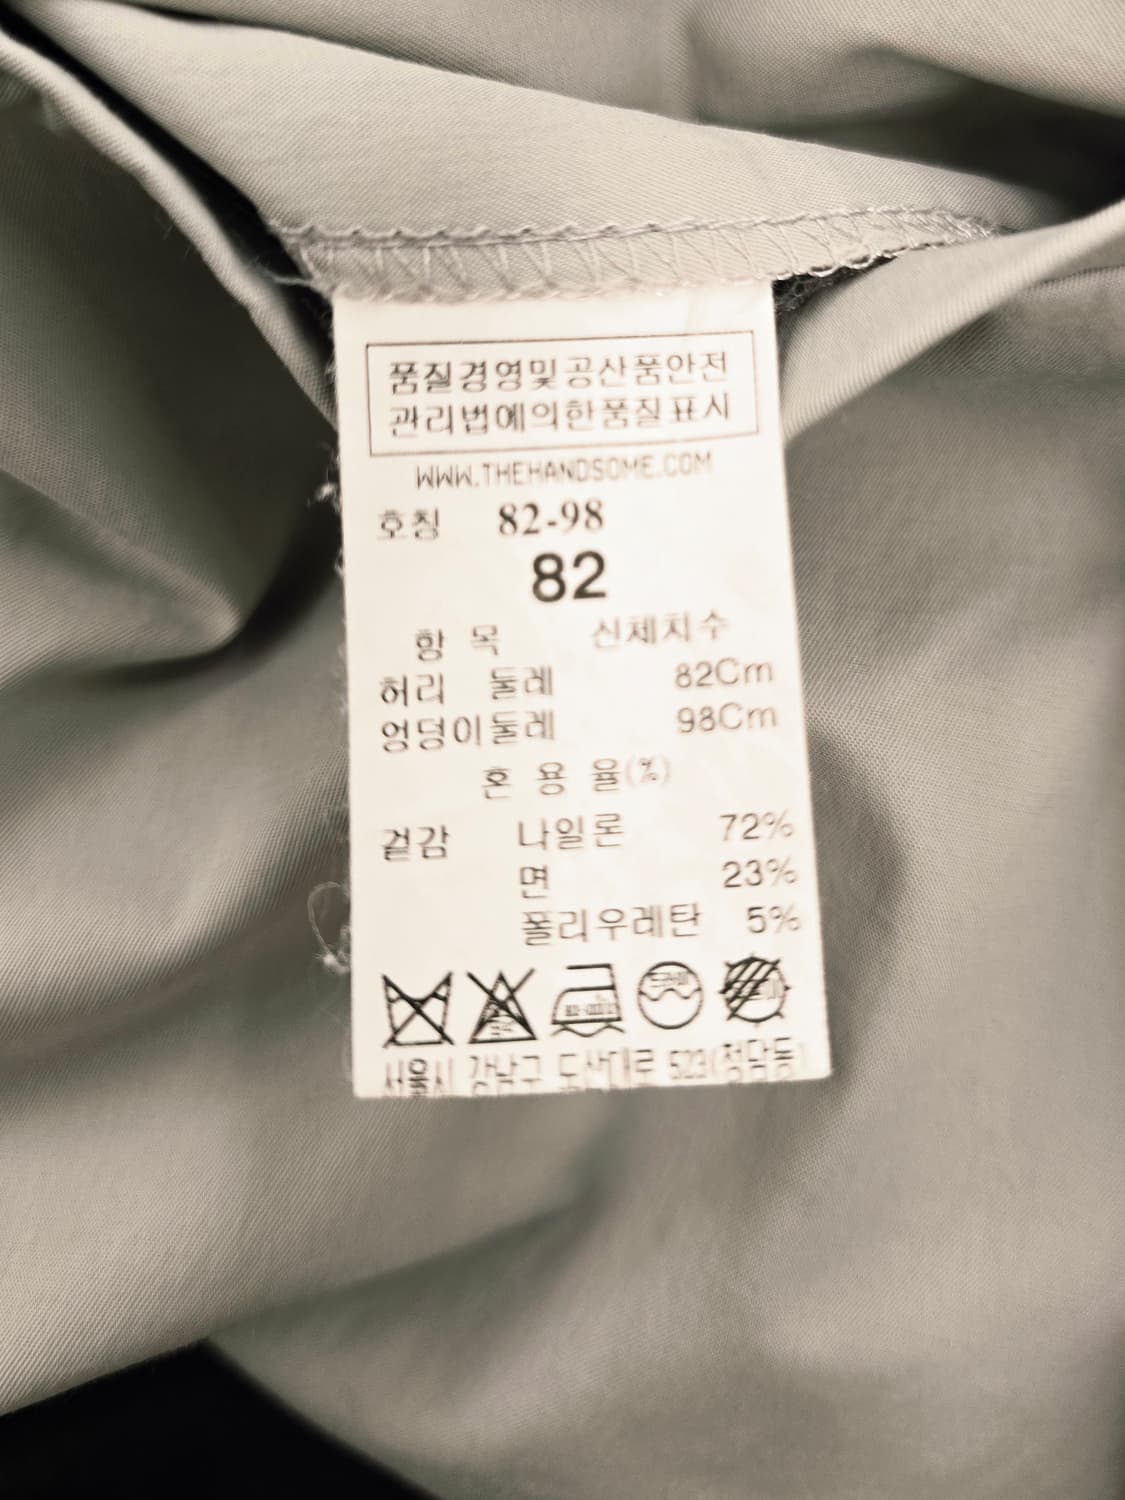 품질경영및공산품안전
관리법에의한품질표시
WWW.THEHANDSOME.COM
호칭 82-98
82
항 목 신체치수
허리 둘레 82Cm
엉덩이둘레 98Cm
혼 용 율(%)
겉감 나일론 72%
면 23%
폴리우레탄 5%
서울시 강남구 도산대로 523(청담동)